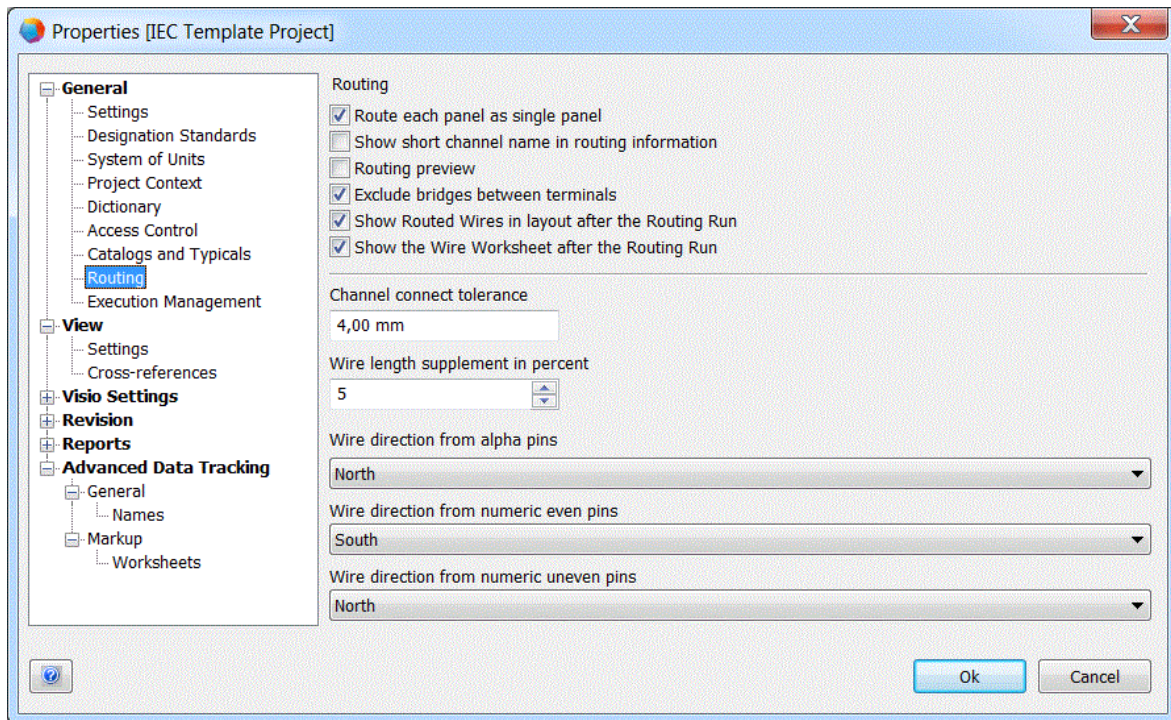 Properties [IEC Template Project]
General
Settings
Designation Standards
System of Units
Project Context
Dictionary
Access Control
Catalogs and Typicals
Routing
Execution Management
View
Settings
Cross-references
Visio Settings
Revision
Reports
Advanced Data Tracking
General
Names
Markup
Worksheets
Routing
Route each panel as single panel
Show short channel name in routing information
Routing preview
Exclude bridges between terminals
Show Routed Wires in layout after the Routing Run
Show the Wire Worksheet after the Routing Run
Channel connect tolerance
4,00 mm
Wire length supplement in percent
5
Wire direction from alpha pins
North
Wire direction from numeric even pins
South
Wire direction from numeric uneven pins
North
Ok
Cancel